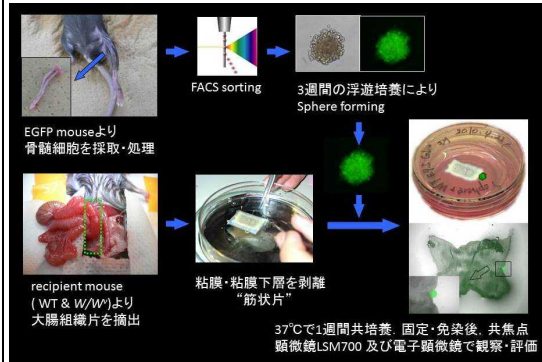 FACS sorting
3週間の浮遊培養により
Sphere forming
EGFP mouseより
骨髄細胞を採取・処理
recipient mouse
( WT & W/Wᵛ)より
大腸組織片を摘出
粘膜・粘膜下層を剥離
“筋状片”
37℃で1週間共培養．固定・免染後，共焦点
顕微鏡LSM700 及び電子顕微鏡で観察・評価